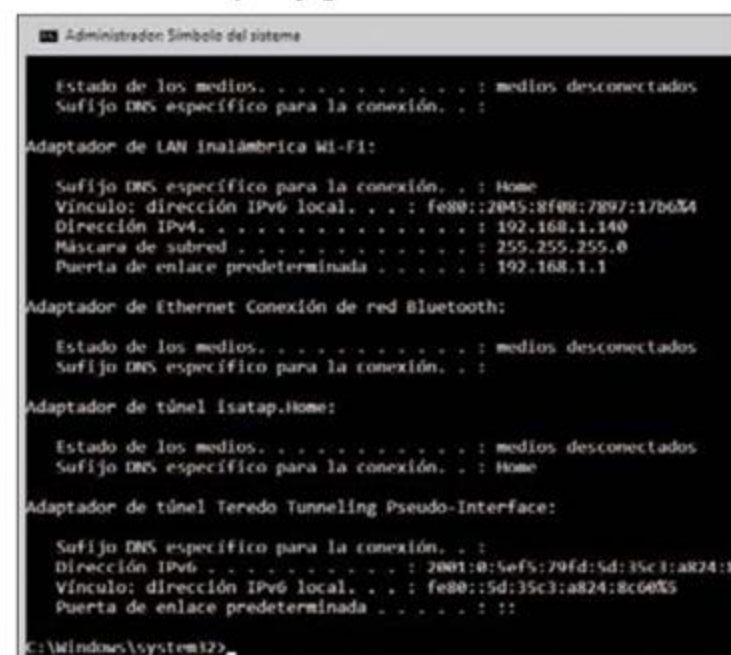 Administrador: Símbolo del sistema
Estado de los medios. . . . . . . . . . . : medios desconectados
Sufijo DNS específico para la conexión. . :
Adaptador de LAN inalámbrica Wi-Fi:
Sufijo DNS específico para la conexión. . : Home
Vínculo: dirección IPv6 local. . . : fe80::2045:8f08:7897:17b6%4
Dirección IPv4. . . . . . . . . . . . . . : 192.168.1.140
Máscara de subred . . . . . . . . . . . . : 255.255.255.0
Puerta de enlace predeterminada . . . . . : 192.168.1.1
Adaptador de Ethernet Conexión de red Bluetooth:
Estado de los medios. . . . . . . . . . . : medios desconectados
Sufijo DNS específico para la conexión. . :
Adaptador de túnel isatap.Home:
Estado de los medios. . . . . . . . . . . : medios desconectados
Sufijo DNS específico para la conexión. . : Home
Adaptador de túnel Teredo Tunneling Pseudo-Interface:
Sufijo DNS específico para la conexión. . :
Dirección IPv6 . . . . . . . . . . : 2001:0:5ef5:79fd:5d:35c3:a824:8
Vínculo: dirección IPv6 local. . . : fe80::5d:35c3:a824:8c60%5
Puerta de enlace predeterminada . . . . . : ::
C:\Windows\system32>_